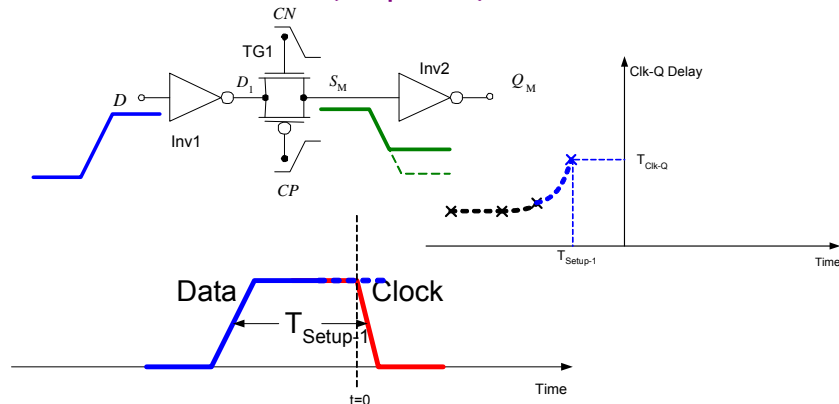 CN
TG1
Inv2
D
D1
SM
QM
Inv1
CP
Clk-Q Delay
TClk-Q
TSetup-1
Time
Data
Clock
TSetup-1
Time
t=0